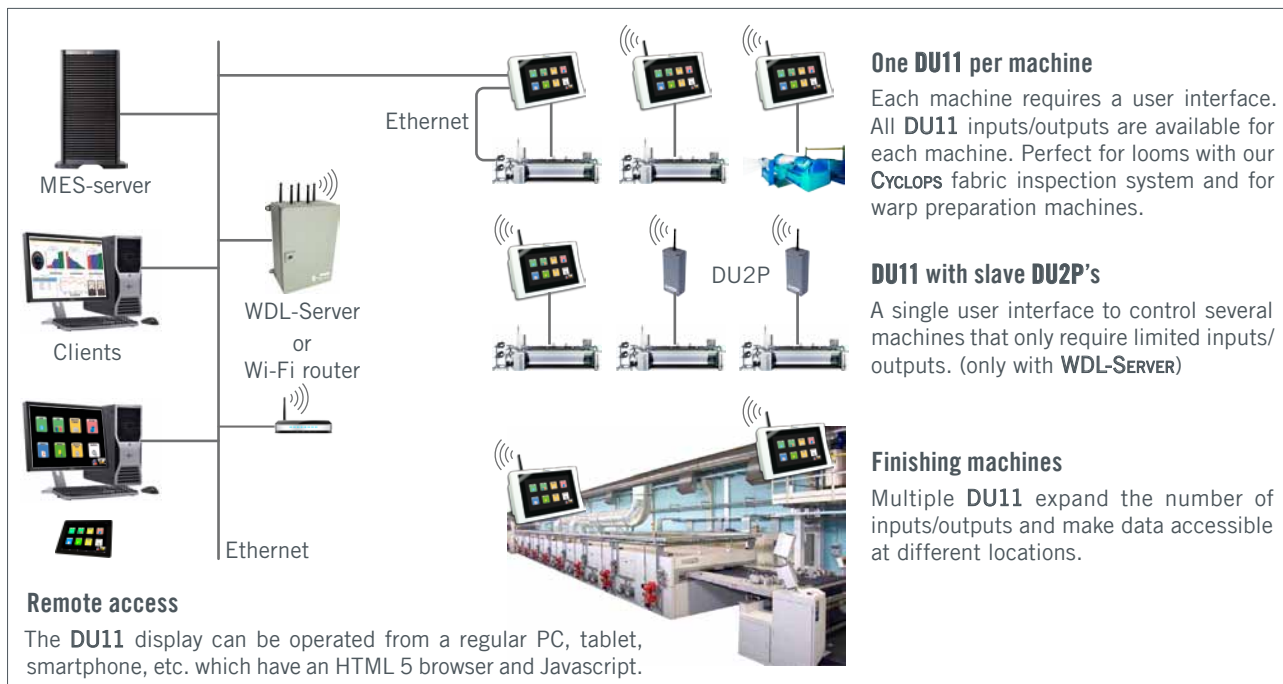 MES-server
Clients
WDL-Server
or
Wi-Fi router
Ethernet
Ethernet
DU2P
One DU11 per machine
Each machine requires a user interface.
All DU11 inputs/outputs are available for
each machine. Perfect for looms with our
CYCLOPS fabric inspection system and for
warp preparation machines.
DU11 with slave DU2P's
A single user interface to control several
machines that only require limited inputs/
outputs. (only with WDL-SERVER)
Finishing machines
Multiple DU11 expand the number of
inputs/outputs and make data accessible
at different locations.
Remote access
The DU11 display can be operated from a regular PC, tablet,
smartphone, etc. which have an HTML 5 browser and Javascript.